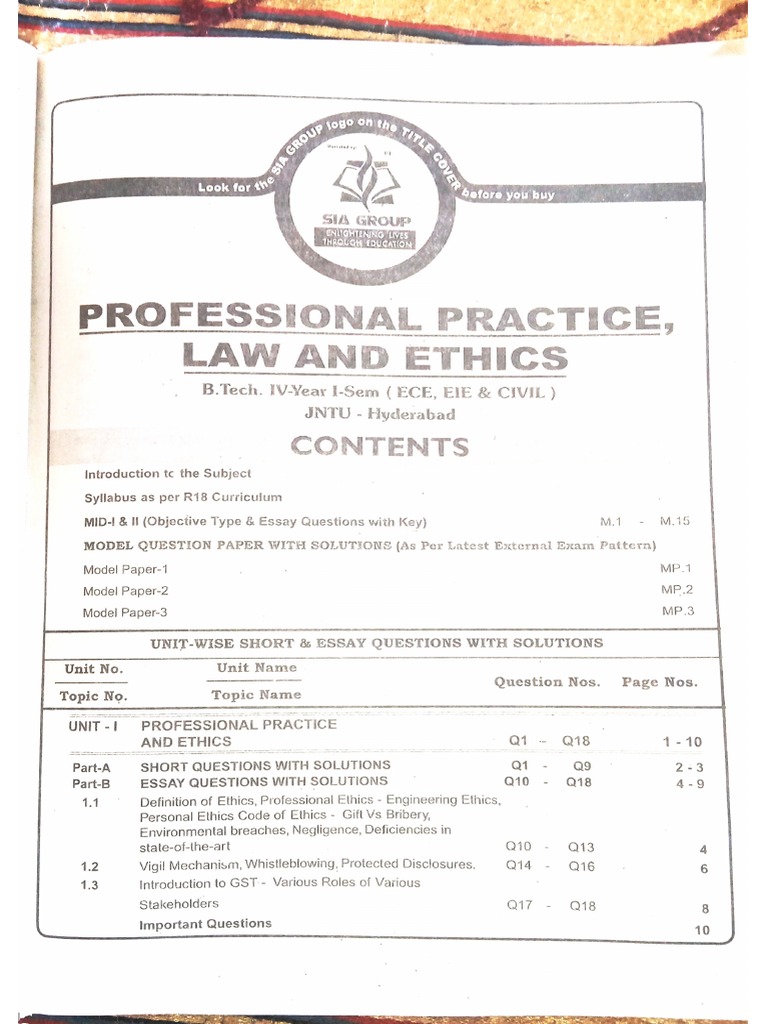 Look for the SIA GROUP logo on the TITLE COVER before you buy
SIA GROUP
ENLIGHTENING LIVES
THROUGH EDUCATION
PROFESSIONAL PRACTICE,
LAW AND ETHICS
B.Tech. IV-Year I-Sem ( ECE, EIE & CIVIL )
JNTU - Hyderabad
CONTENTS
Introduction to the Subject
Syllabus as per R18 Curriculum
MID-I & II (Objective Type & Essay Questions with Key) M.1 - M.15
MODEL QUESTION PAPER WITH SOLUTIONS (As Per Latest External Exam Pattern)
Model Paper-1 MP.1
Model Paper-2 MP.2
Model Paper-3 MP.3
UNIT-WISE SHORT & ESSAY QUESTIONS WITH SOLUTIONS
Unit No. Unit Name
Question Nos. Page Nos.
Topic No. Topic Name
UNIT - I PROFESSIONAL PRACTICE
AND ETHICS Q1 - Q18 1 - 10
Part-A SHORT QUESTIONS WITH SOLUTIONS Q1 - Q9 2 - 3
Part-B ESSAY QUESTIONS WITH SOLUTIONS Q10 - Q18 4 - 9
1.1 Definition of Ethics, Professional Ethics - Engineering Ethics,
Personal Ethics Code of Ethics - Gift Vs Bribery,
Environmental breaches, Negligence, Deficiencies in
state-of-the-art Q10 - Q13 4
1.2 Vigil Mechanism, Whistleblowing, Protected Disclosures. Q14 - Q16 6
1.3 Introduction to GST - Various Roles of Various
Stakeholders Q17 - Q18 8
Important Questions 10